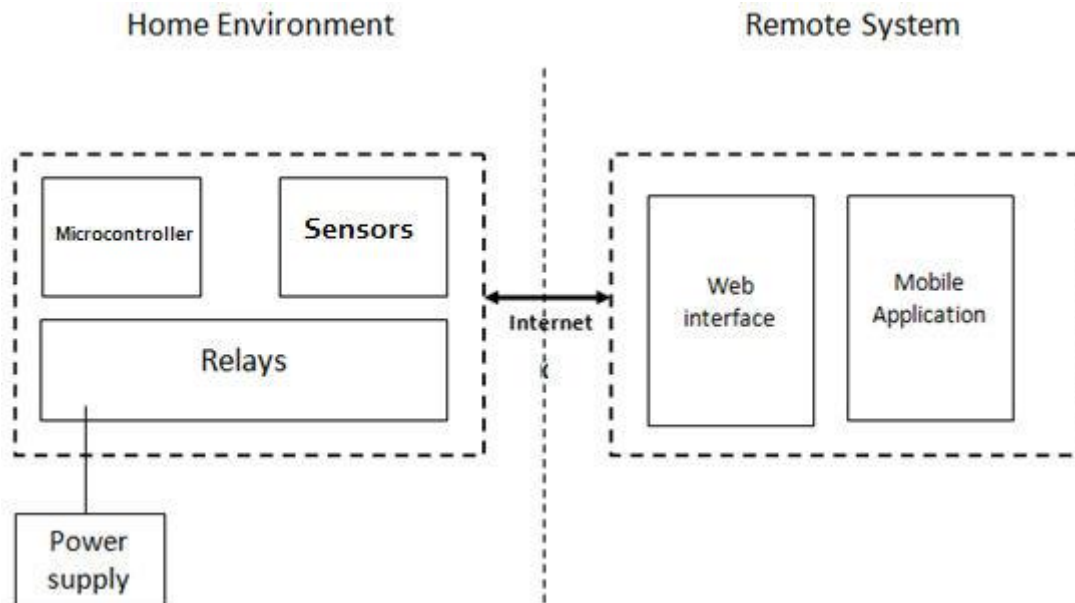 Home Environment
Remote System
Microcontroller
Sensors
Relays
Internet
Web
interface
Mobile
Application
Power
supply